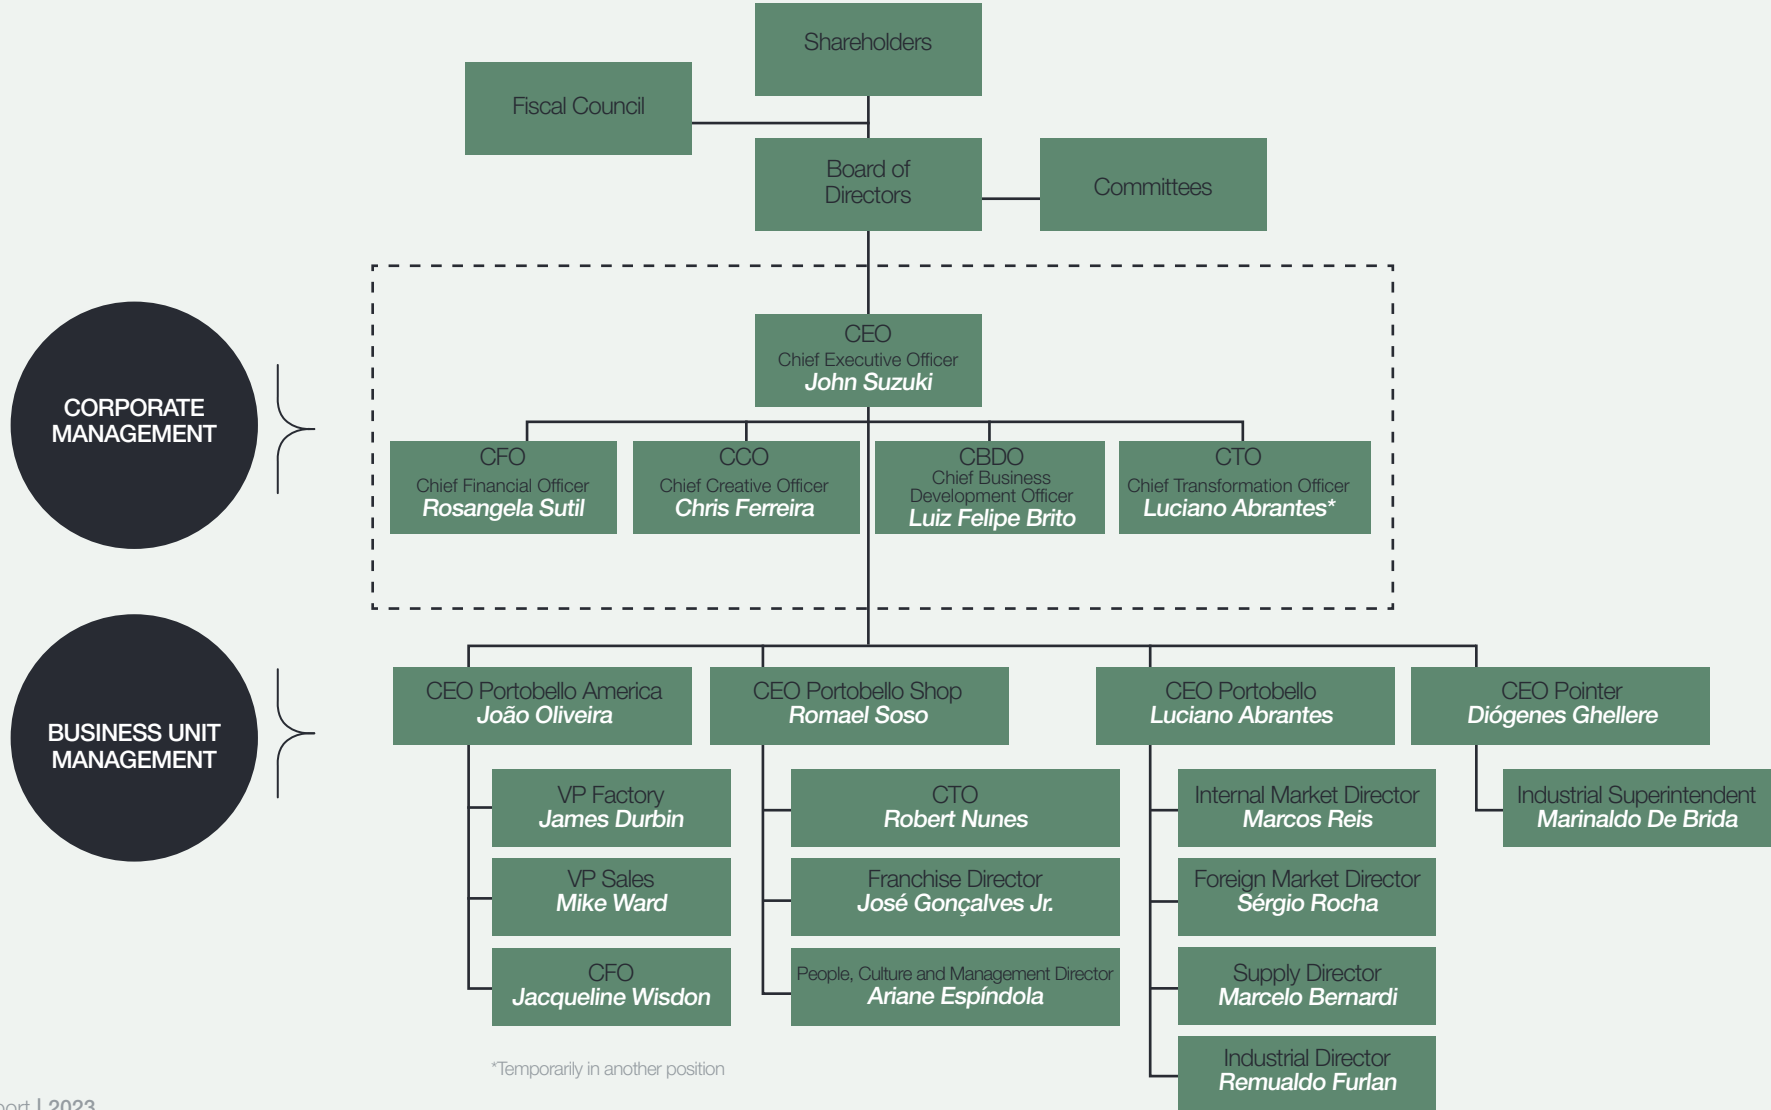 Shareholders
Fiscal Council
Board of
Directors
Committees
CORPORATE
MANAGEMENT
CEO
Chief Executive Officer
John Suzuki
CFO
Chief Financial Officer
Rosangela Sutil
CCO
Chief Creative Officer
Chris Ferreira
CBDO
Chief Business
Development Officer
Luiz Felipe Brito
CTO
Chief Transformation Officer
Luciano Abrantes*
BUSINESS UNIT
MANAGEMENT
CEO Portobello America
João Oliveira
VP Factory
James Durbin
VP Sales
Mike Ward
CFO
Jacqueline Wisdon
CEO Portobello Shop
Romael Soso
CTO
Robert Nunes
Franchise Director
José Gonçalves Jr.
People, Culture and Management Director
Ariane Espíndola
CEO Portobello
Luciano Abrantes
Internal Market Director
Marcos Reis
Foreign Market Director
Sérgio Rocha
Supply Director
Marcelo Bernardi
Industrial Director
Remualdo Furlan
CEO Pointer
Diógenes Ghellere
Industrial Superintendent
Marinaldo De Brida
*Temporarily in another position
| 2023